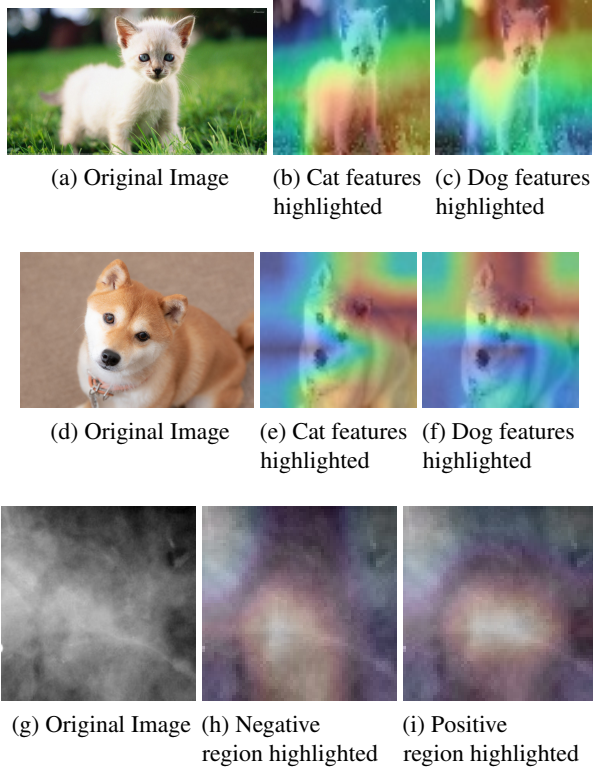 (a) Original Image
(b) Cat features
highlighted
(c) Dog features
highlighted
(d) Original Image
(e) Cat features
highlighted
(f) Dog features
highlighted
(g) Original Image
(h) Negative
region highlighted
(i) Positive
region highlighted